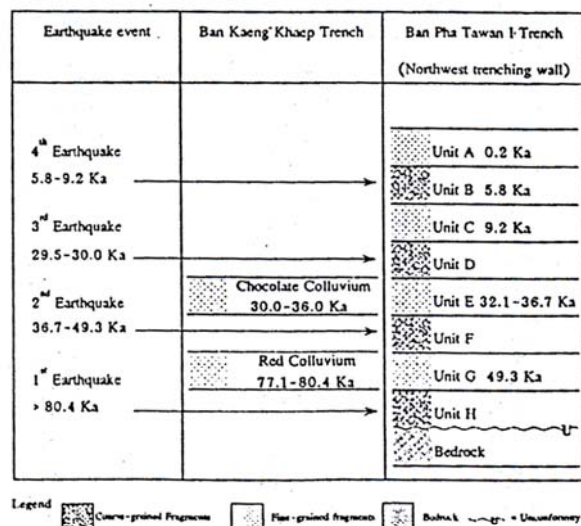 Earthquake event
Ban Kaeng Khaep Trench
Ban Pha Tawan I Trench
(Northwest trenching wall)
4th Earthquake
5.8-9.2 Ka
3rd Earthquake
29.5-30.0 Ka
2nd Earthquake
36.7-49.3 Ka
1st Earthquake
> 80.4 Ka
Chocolate Colluvium
30.0-36.0 Ka
Red Colluvium
77.1-80.4 Ka
Unit A 0.2 Ka
Unit B 5.8 Ka
Unit C 9.2 Ka
Unit D
Unit E 32.1-36.7 Ka
Unit F
Unit G 49.3 Ka
Unit H
U
Bedrock
Legend
Coarse-grained Fragments
Fine-grained fragments
Bedrock
U = Unconformity